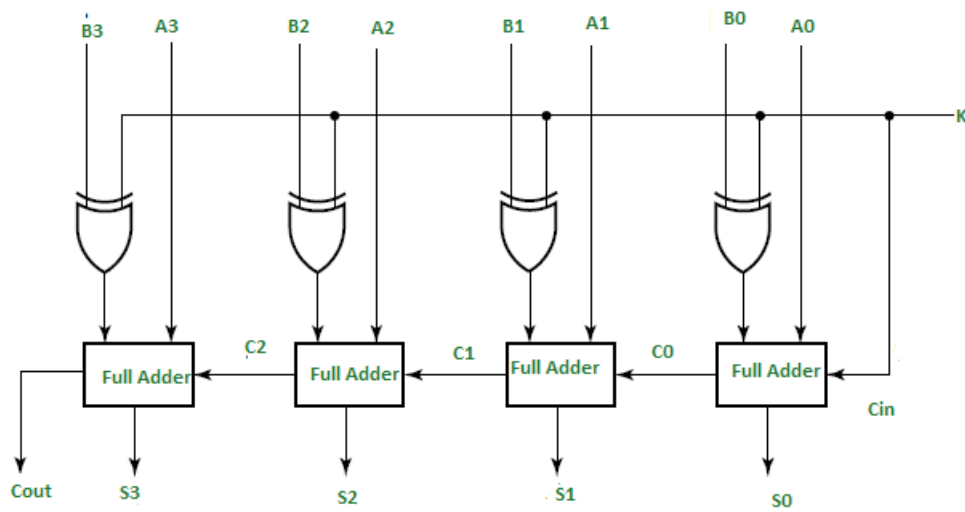 B3 A3 B2 A2 B1 A1 B0 A0
K
Full Adder C2 Full Adder C1 Full Adder C0 Full Adder
Cin
Cout S3 S2 S1 S0